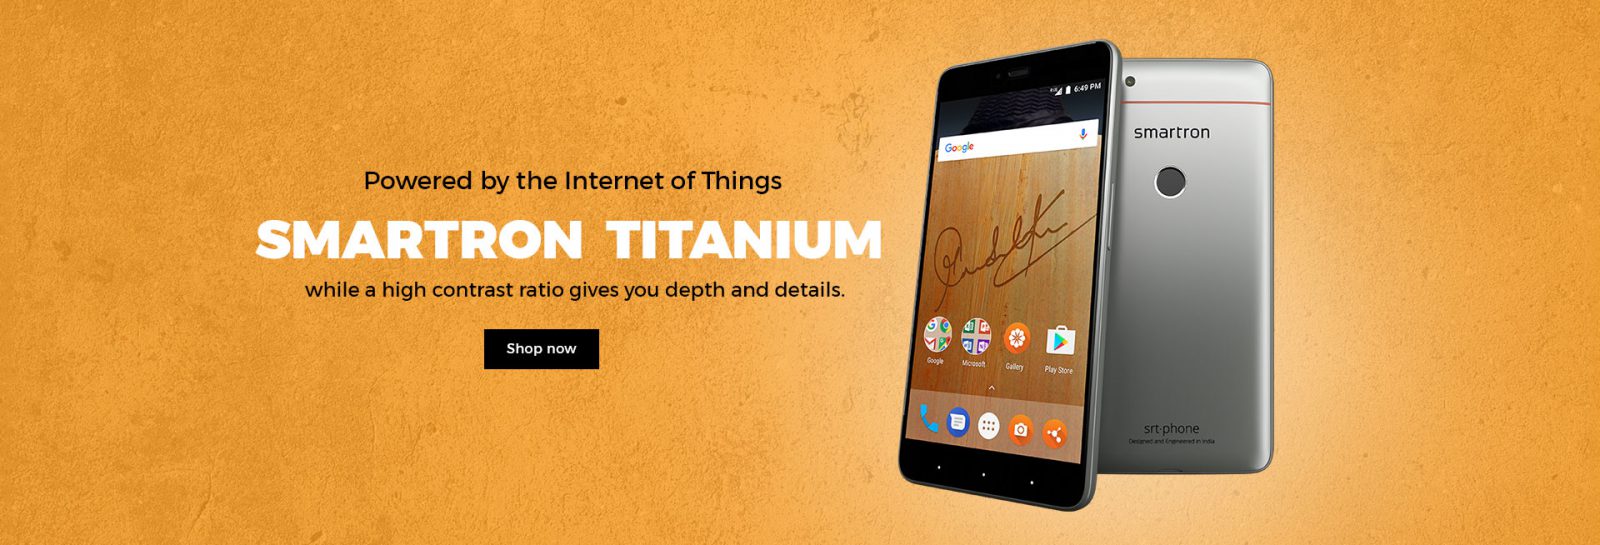 Powered by the Internet of Things
SMARTRON TITANIUM
while a high contrast ratio gives you depth and details.
Shop now
6:49 PM
Google
Google
Microsoft
Gallery
Play Store
smartron
srt·phone
Designed and Engineered in India